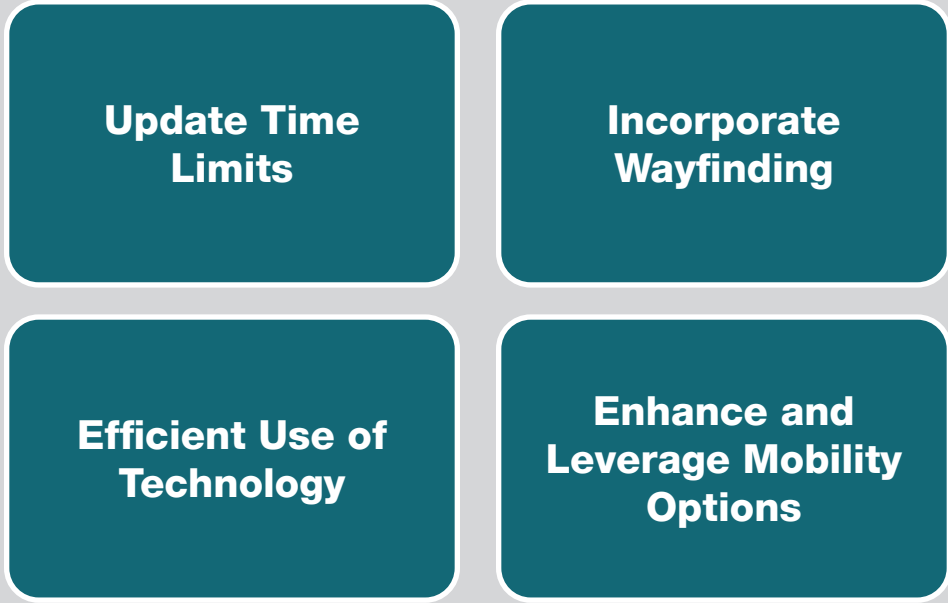 Update Time
Limits
Incorporate
Wayfinding
Efficient Use of
Technology
Enhance and
Leverage Mobility
Options